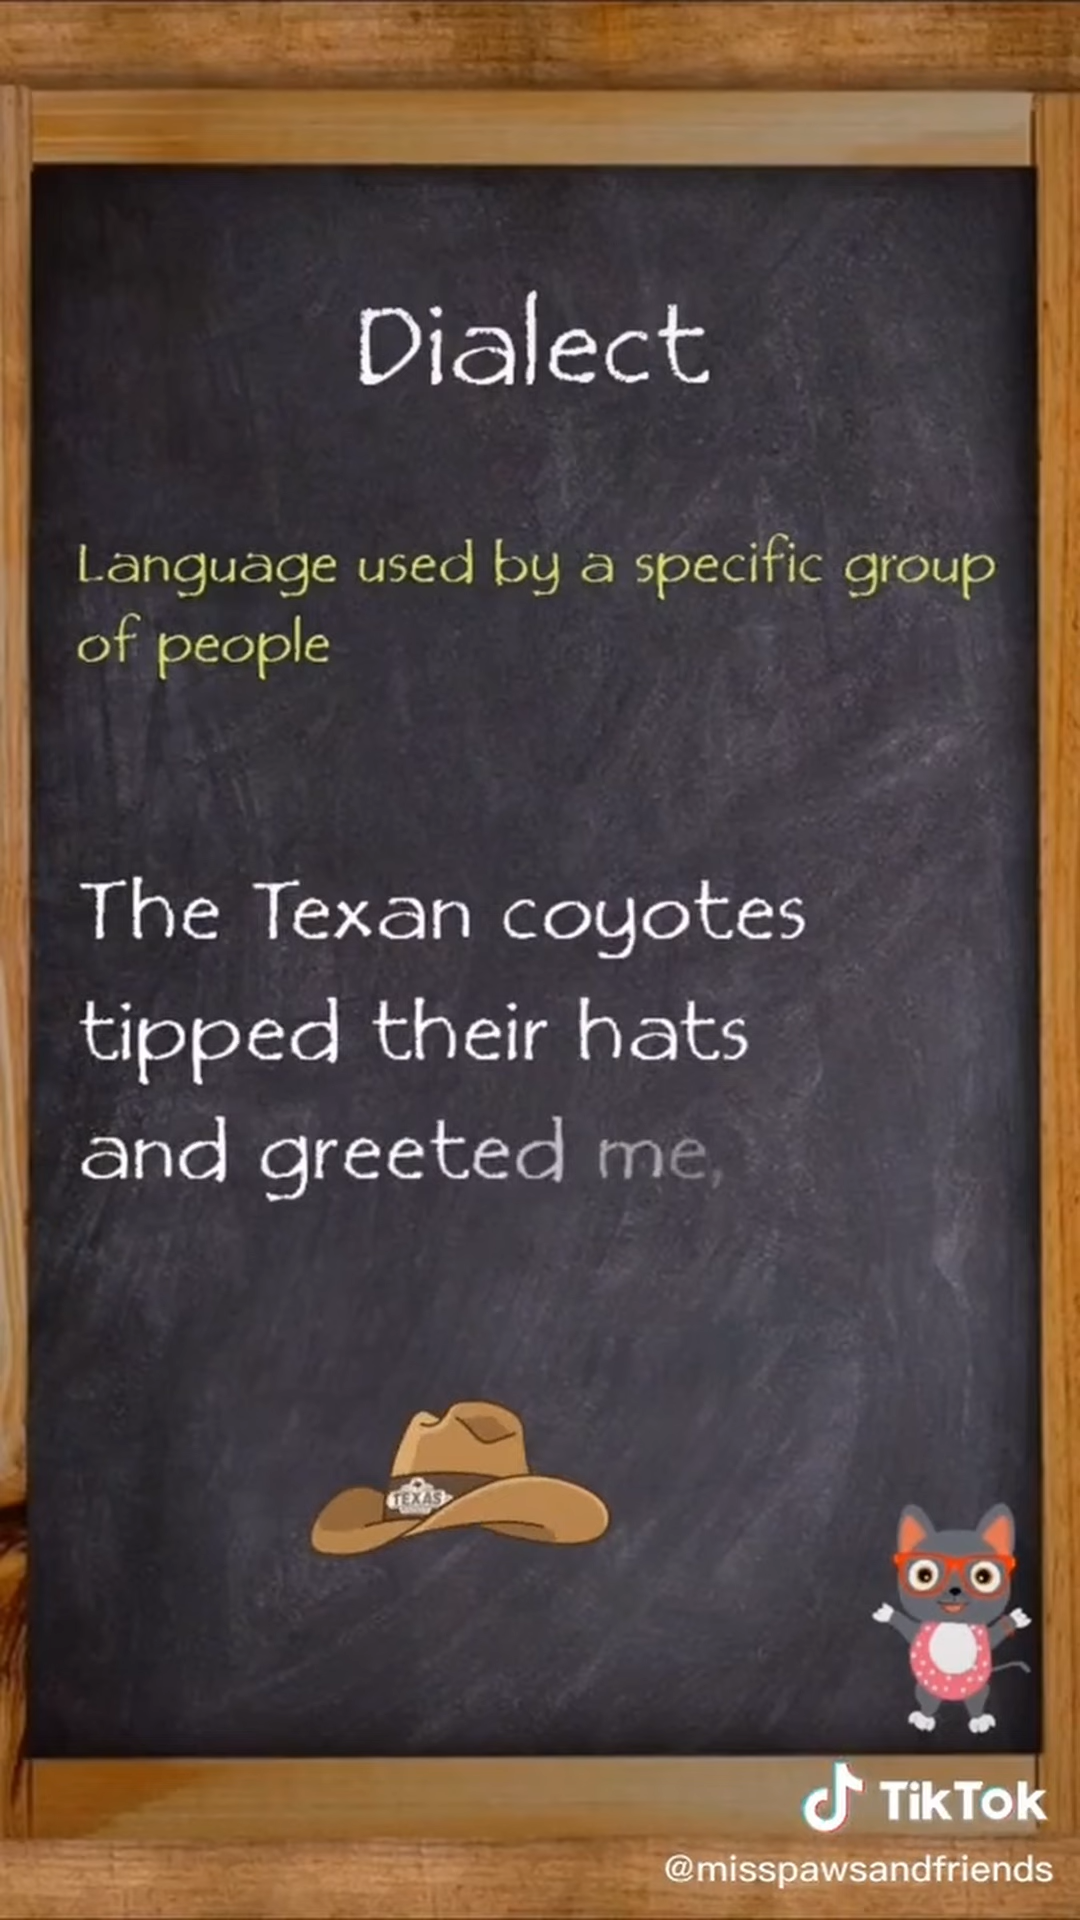 Dialect
Language used by a specific group
of people
The Texan coyotes
tipped their hats
and greeted me,
TEXAS
TikTok
@misspawsandfriends